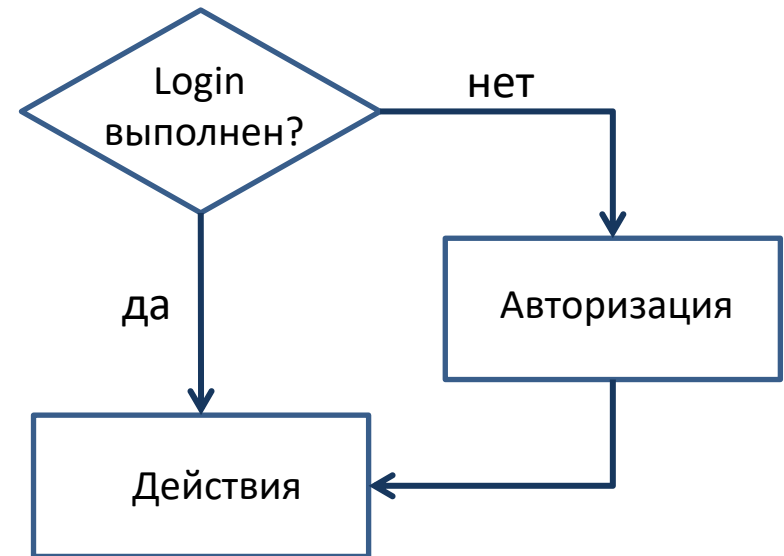 Login
выполнен?
нет
да
Авторизация
Действия